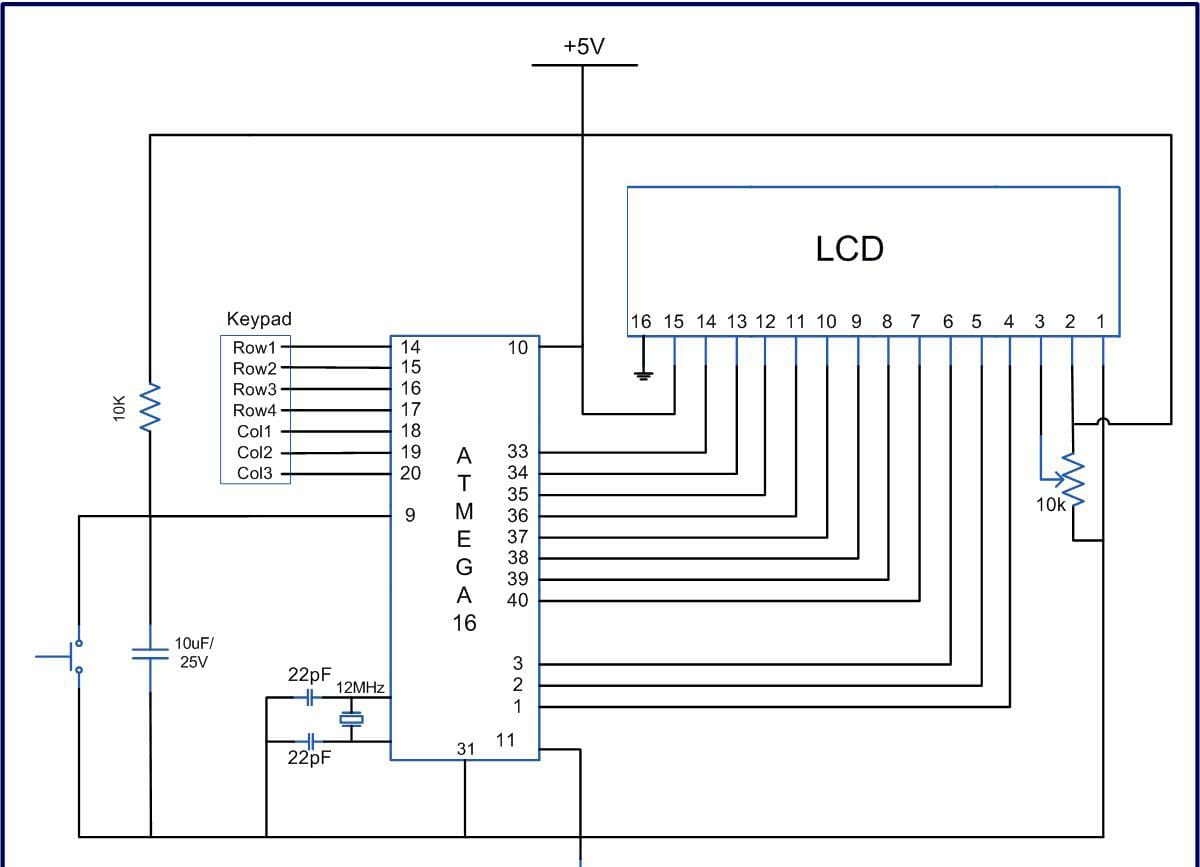 +5V
LCD
16 15 14 13 12 11 10 9 8 7 6 5 4 3 2 1
Keypad
Row1
Row2
Row3
Row4
Col1
Col2
Col3
14
15
16
17
18
19
20
9
10
33
34
35
36
37
38
39
40
3
2
1
11
31
A
T
M
E
G
A
16
10K
10k
10uF/
25V
22pF
12MHz
22pF